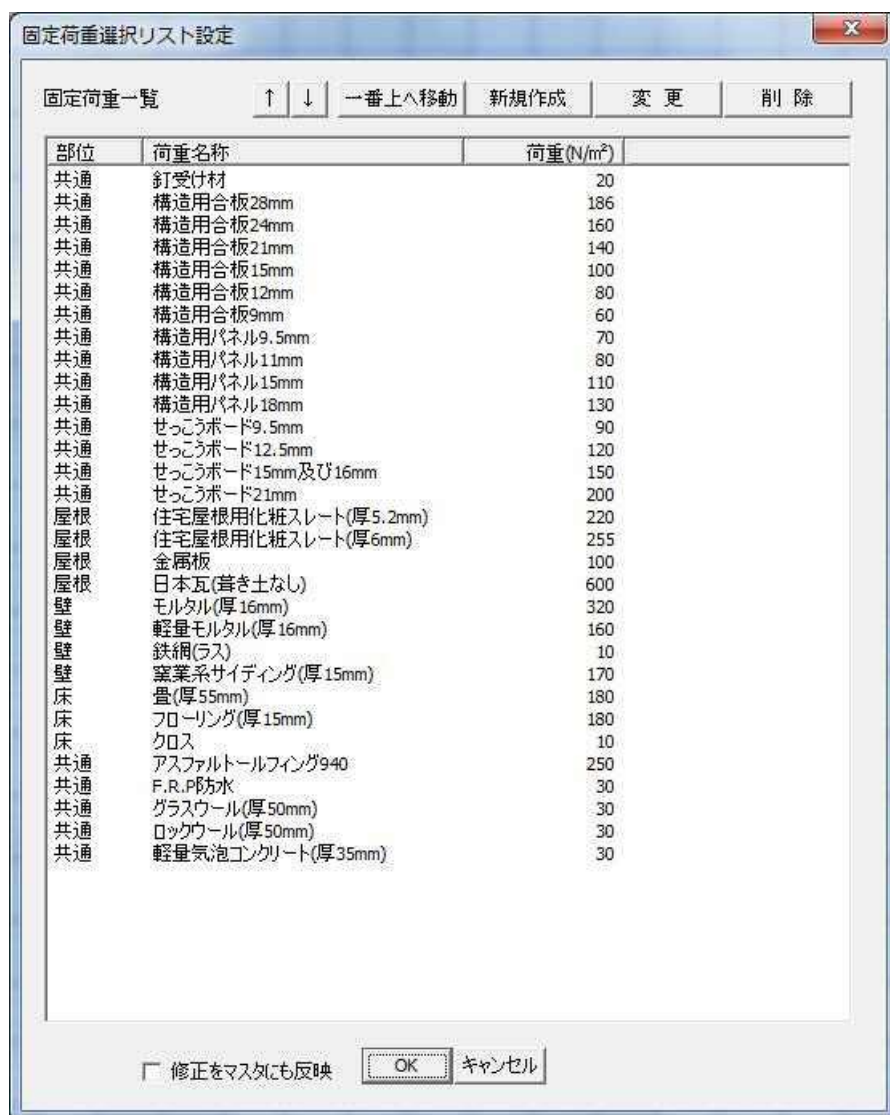 固定荷重選択リスト設定
固定荷重一覧 ↑ ↓ 一番上へ移動 新規作成 変 更 削 除
部位 荷重名称 荷重(N/m²)
共通 釘受け材 20
共通 構造用合板28mm 186
共通 構造用合板24mm 160
共通 構造用合板21mm 140
共通 構造用合板15mm 100
共通 構造用合板12mm 80
共通 構造用合板9mm 60
共通 構造用パネル9.5mm 70
共通 構造用パネル11mm 80
共通 構造用パネル15mm 110
共通 構造用パネル18mm 130
共通 せっこうボード9.5mm 90
共通 せっこうボード12.5mm 120
共通 せっこうボード15mm及び16mm 150
共通 せっこうボード21mm 200
屋根 住宅屋根用化粧スレート(厚5.2mm) 220
屋根 住宅屋根用化粧スレート(厚6mm) 255
屋根 金属板 100
屋根 日本瓦(葺き土なし) 600
壁 モルタル(厚16mm) 320
壁 軽量モルタル(厚16mm) 160
壁 鉄網(ラス) 10
壁 窯業系サイディング(厚15mm) 170
床 畳(厚55mm) 180
床 フローリング(厚15mm) 180
床 クロス 10
共通 アスファルトールフィング940 250
共通 F.R.P防水 30
共通 グラスウール(厚50mm) 30
共通 ロックウール(厚50mm) 30
共通 軽量気泡コンクリート(厚35mm) 30
修正をマスタにも反映 OK キャンセル